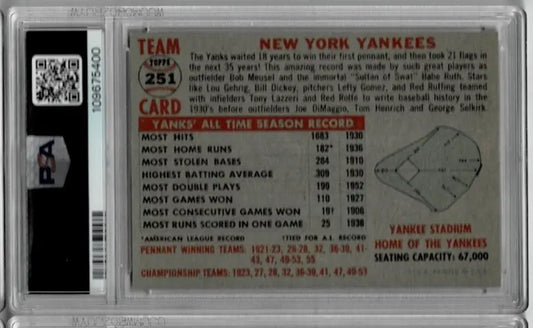 TEAM
TOPPS
251
CARD
NEW YORK YANKEES
The Yanks waited 18 years to win their first pennant, and then took 21 flags in
the next 35 years! This amazing record was made by such great players as
outfielder Bob Meusel and the immortal "Sultan of Swat" Babe Ruth. Stars
like Lou Gehrig, Bill Dickey, pitchers Lefty Gomez, and Red Ruffing teamed
with infielders Tony Lazzeri and Red Rolfe to write baseball history in the
1930's before outfielders Joe DiMaggio, Tom Henrich and George Selkirk.
YANKS' ALL TIME SEASON RECORD
MOST HITS 1683 1930
MOST HOME RUNS 182* 1936
MOST STOLEN BASES 284 1910
HIGHEST BATTING AVERAGE .309 1930
MOST DOUBLE PLAYS 199 1952
MOST GAMES WON 110 1927
MOST CONSECUTIVE GAMES WON 19† 1906
MOST RUNS SCORED IN ONE GAME 25 1936
*AMERICAN LEAGUE RECORD †TIED FOR A.L. RECORD
PENNANT WINNING TEAMS: 1921-23, 26-28, 32, 36-39, 41-
43, 47, 49-53, 55
CHAMPIONSHIP TEAMS: 1923, 27, 28, 32, 36-39, 41, 47, 49-53
YANKEE STADIUM
HOME OF THE YANKEES
SEATING CAPACITY: 67,000
PSA
109675400